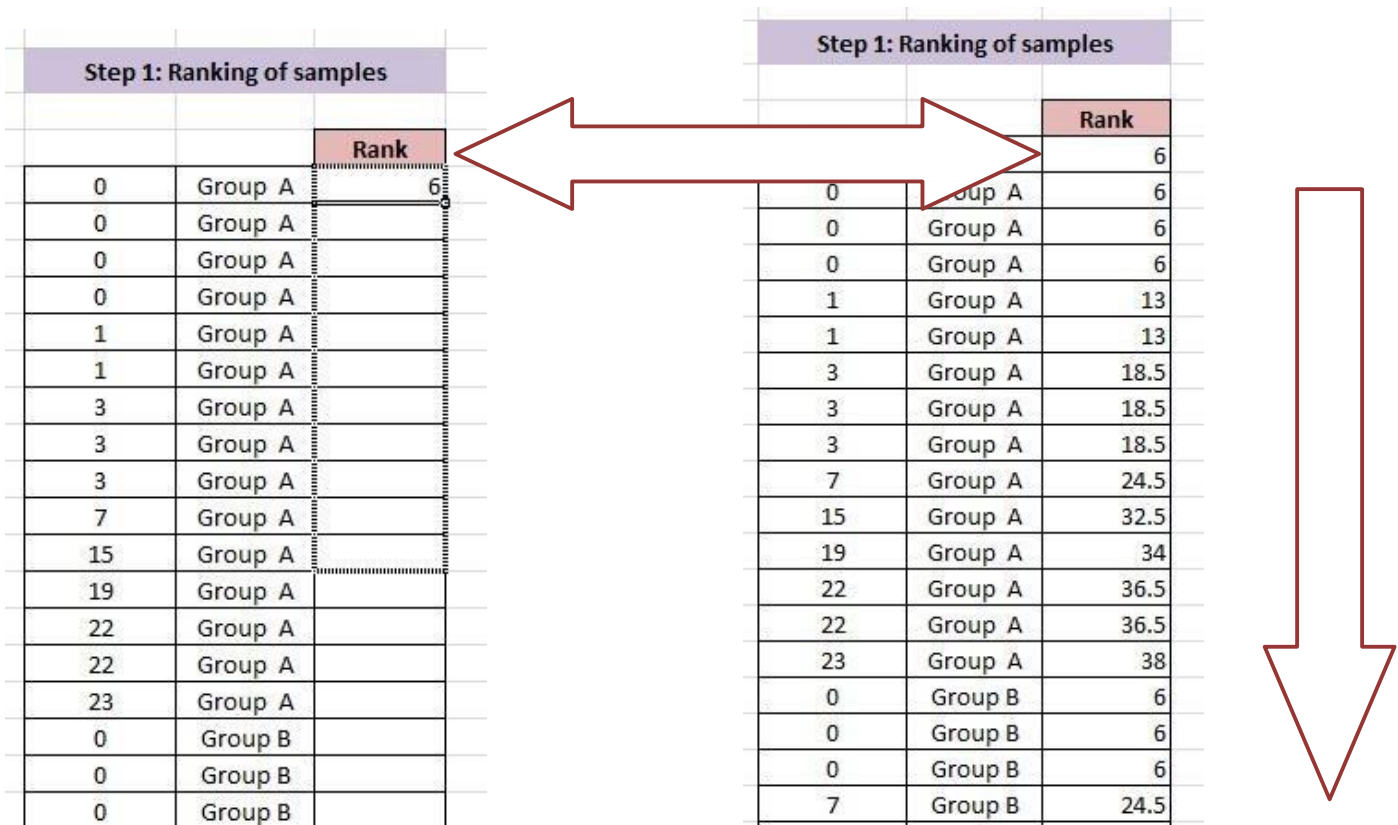 Step 1: Ranking of samples
Rank
0 Group A 6
0 Group A
0 Group A
0 Group A
1 Group A
1 Group A
3 Group A
3 Group A
3 Group A
7 Group A
15 Group A
19 Group A
22 Group A
22 Group A
23 Group A
0 Group B
0 Group B
0 Group B
Step 1: Ranking of samples
Rank
6
0 A 6
0 Group A 6
0 Group A 6
1 Group A 13
1 Group A 13
3 Group A 18.5
3 Group A 18.5
3 Group A 18.5
7 Group A 24.5
15 Group A 32.5
19 Group A 34
22 Group A 36.5
22 Group A 36.5
23 Group A 38
0 Group B 6
0 Group B 6
0 Group B 6
7 Group B 24.5